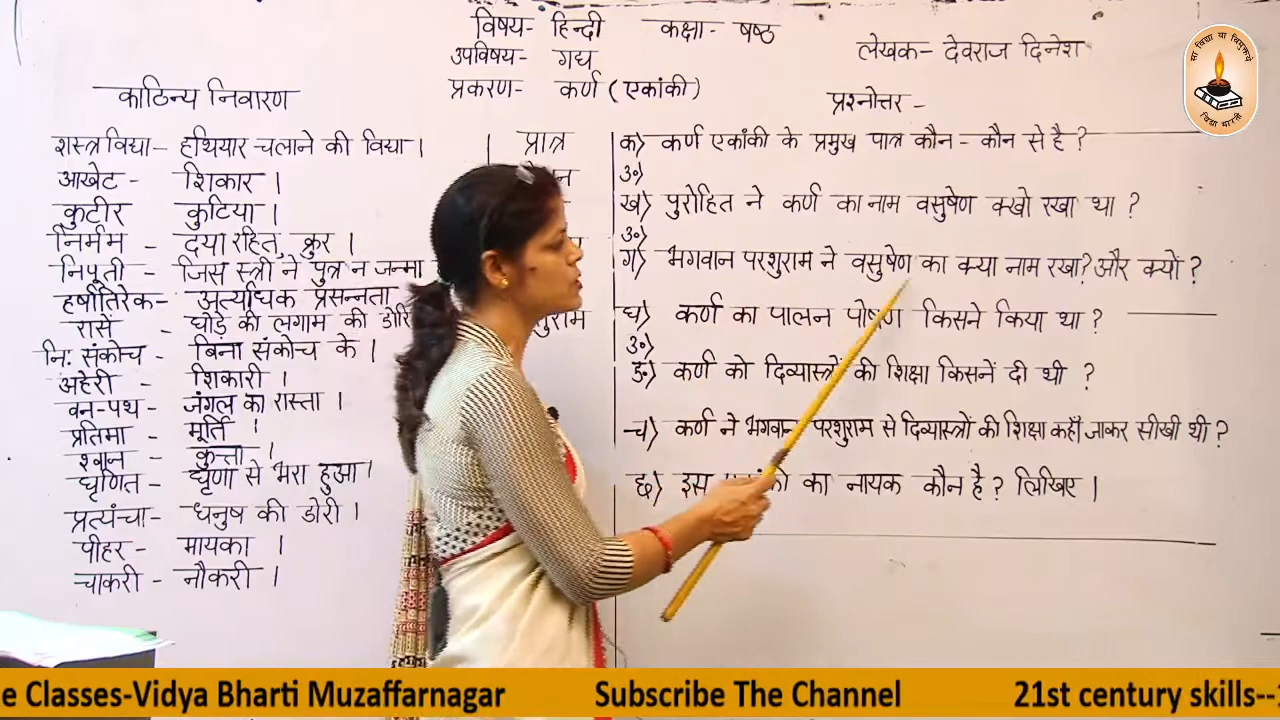 विषय- हिन्दी कक्षा- षष्ठ
उपविषय- गद्य
लेखक- देवराज दिनेश
प्रकरण- कर्ण (एकांकी)
काठिन्य निवारण
शस्त्र विद्या- हथियार चलाने की विद्या।
आखेट- शिकार।
कुटीर कुटिया।
निर्मम - दया रहित, क्रुर।
निपूती - जिस स्त्री ने पुत्र न जन्मा
हर्षातिरेक- अत्यधिक प्रसन्नता
रासें - घोड़े की लगाम की
नि: संकोच - बिना संकोच के।
अहेरी - शिकारी।
वन-पथ- जंगल का रास्ता।
प्रतिमा - मूर्ति।
श्वान - कुत्ता।
घृणित- घृणा से भरा हुआ।
प्रत्यंचा- धनुष की डोरी।
पीहर- मायका।
चाकरी - नौकरी।
प्रश्नोत्तर -
क) कर्ण एकांकी के प्रमुख पात्र कौन - कौन से है?
उ०)
ख) पुरोहित ने कर्ण का नाम वसुषेण क्खो रखा था?
उ०)
ग) भगवान परशुराम ने वसुषेण का क्या नाम रखा? और क्यो?
घ) कर्ण का पालन पोषण किसने किया था?
उ०)
ङ) कर्ण को दिव्यास्त्रों की शिक्षा किसनें दी थी?
च) कर्ण ने भगवान परशुराम से दिव्यास्त्रों की शिक्षा कहाँ जाकर सीखी थी?
छ) इस का नायक कौन है? लिखिए।
सा विद्या या विमुक्तये
विद्या भारती
e Classes-Vidya Bharti Muzaffarnagar Subscribe The Channel 21st century skills--